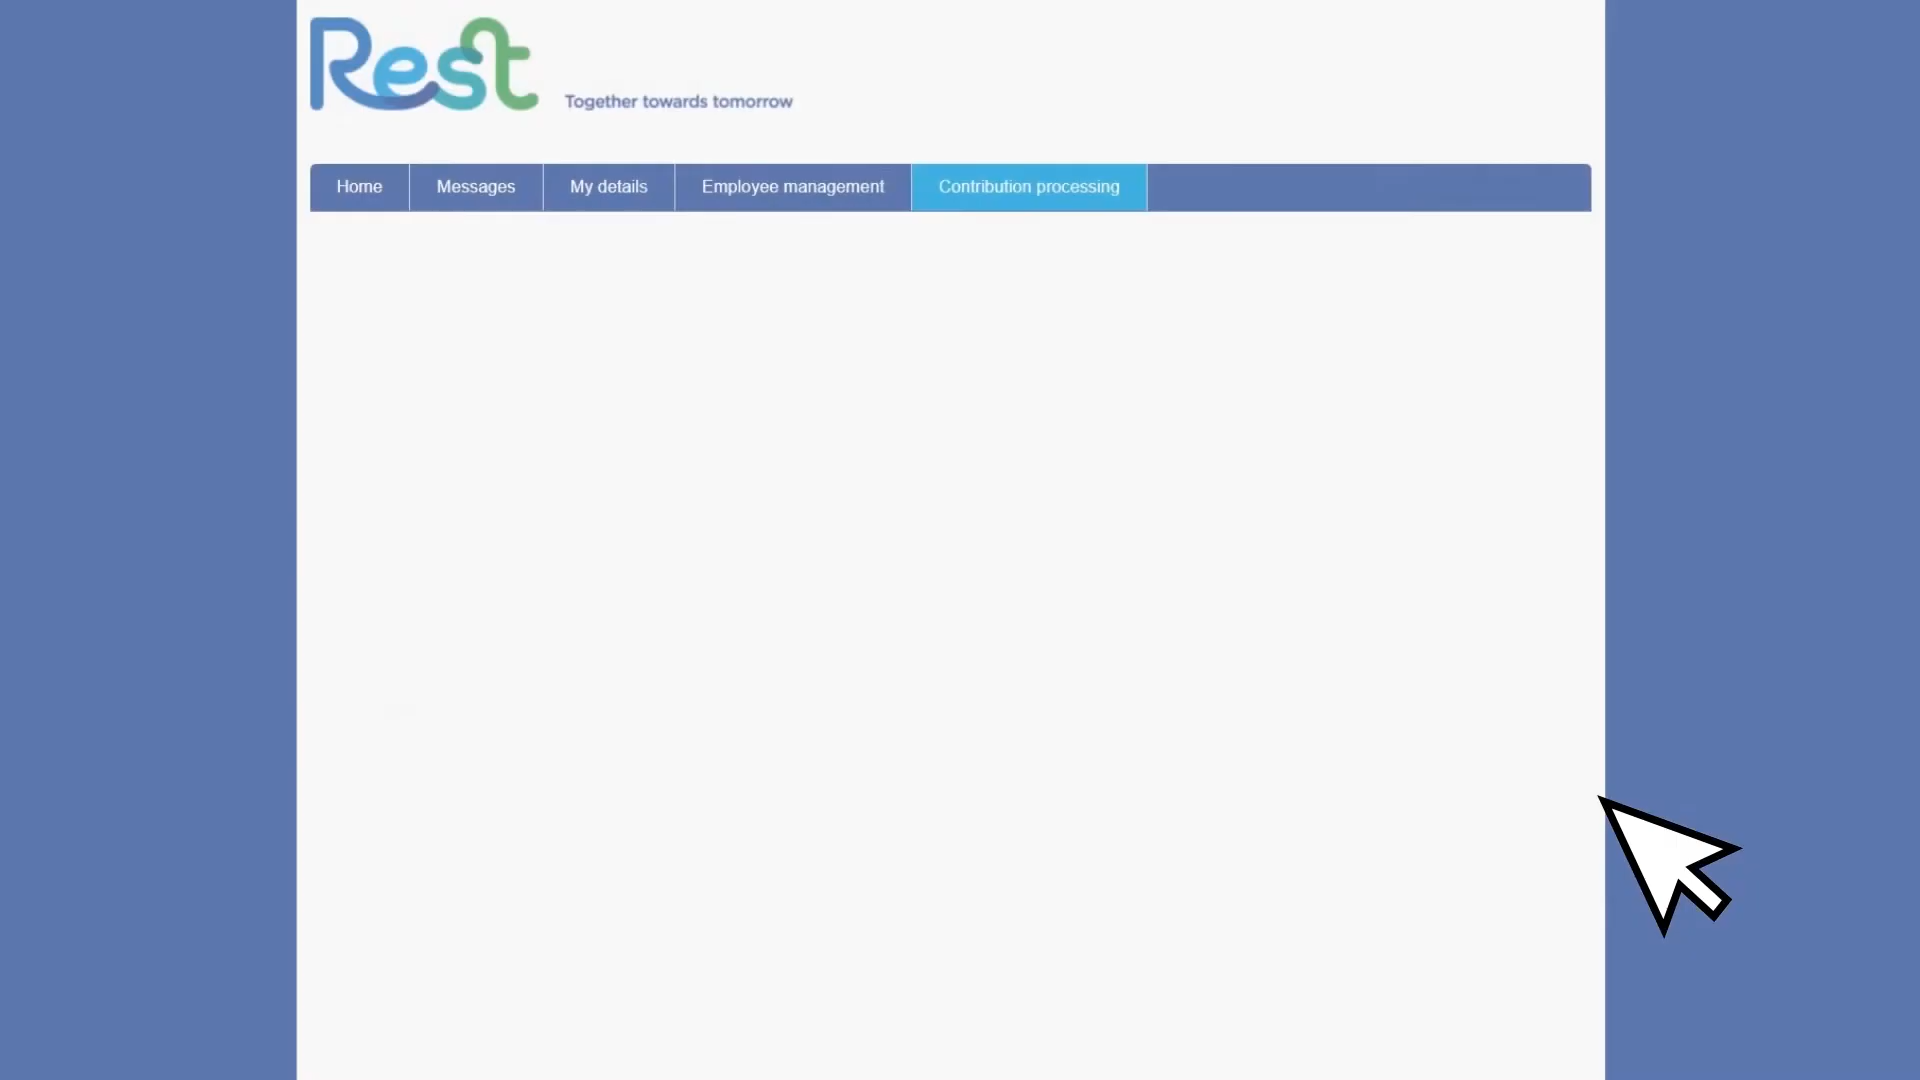 Rest
Together towards tomorrow
Home Messages My details Employee management Contribution processing